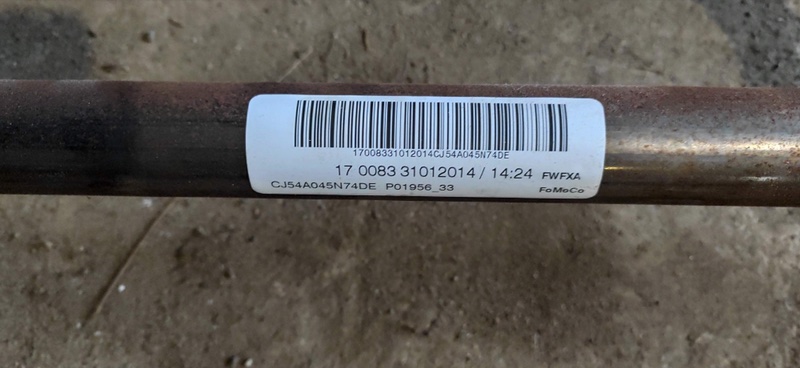 17008331012014CJ54A045N74DE
17 0083 31012014 / 14:24 FWFXA
CJ54A045N74DE P01956_33 FoMoCo